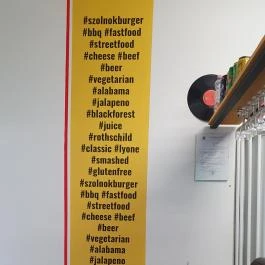 #szolnokburger
#bbq #fastfood
#streetfood
#cheese #beef
#beer
#vegetarian
#alabama
#jalapeno
#blackforest
#juice
#rothschild
#classic #lyone
#smashed
#glutenfree
#szolnokburger
#bbq #fastfood
#streetfood
#cheese #beef
#beer
#vegetarian
#alabama
#jalapeno